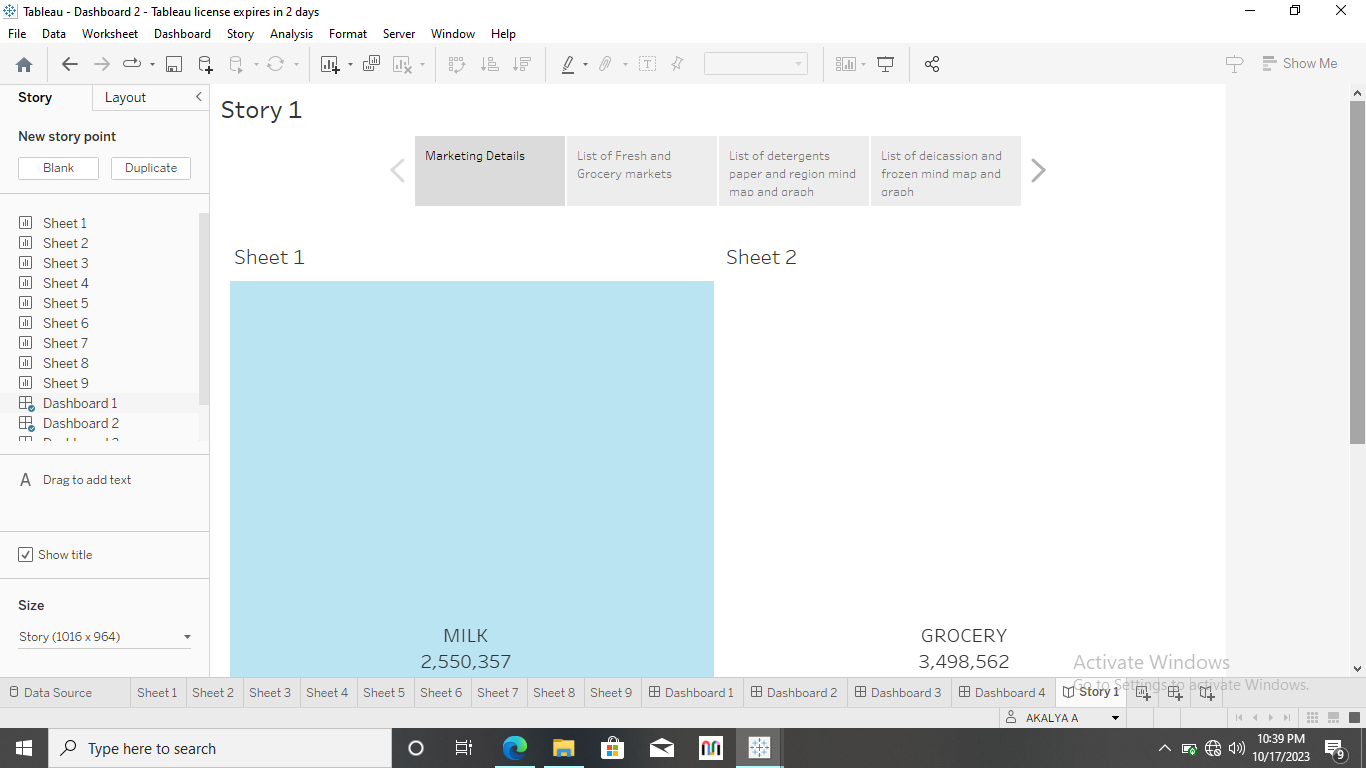 Tableau - Dashboard 2 - Tableau license expires in 2 days
File Data Worksheet Dashboard Story Analysis Format Server Window Help
Show Me
Story Layout
New story point
Blank Duplicate
Sheet 1
Sheet 2
Sheet 3
Sheet 4
Sheet 5
Sheet 6
Sheet 7
Sheet 8
Sheet 9
Dashboard 1
Dashboard 2
A Drag to add text
Show title
Size
Story (1016 x 964)
Story 1
Marketing Details
List of Fresh and
Grocery markets
List of detergents
paper and region mind
map and graph
List of deicassion and
frozen mind map and
graph
Sheet 1
Sheet 2
MILK
2,550,357
GROCERY
3,498,562
Activate Windows
Go to Settings to activate Windows.
Data Source Sheet 1 Sheet 2 Sheet 3 Sheet 4 Sheet 5 Sheet 6 Sheet 7 Sheet 8 Sheet 9 Dashboard 1 Dashboard 2 Dashboard 3 Dashboard 4 Story 1
AKALYA A
Type here to search
10:39 PM
10/17/2023
9